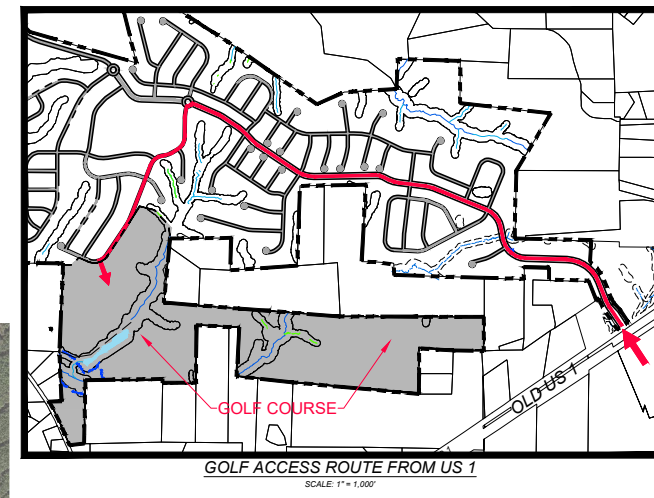 OLD US 1
GOLF COURSE
GOLF ACCESS ROUTE FROM US 1
SCALE: 1" = 1,000'